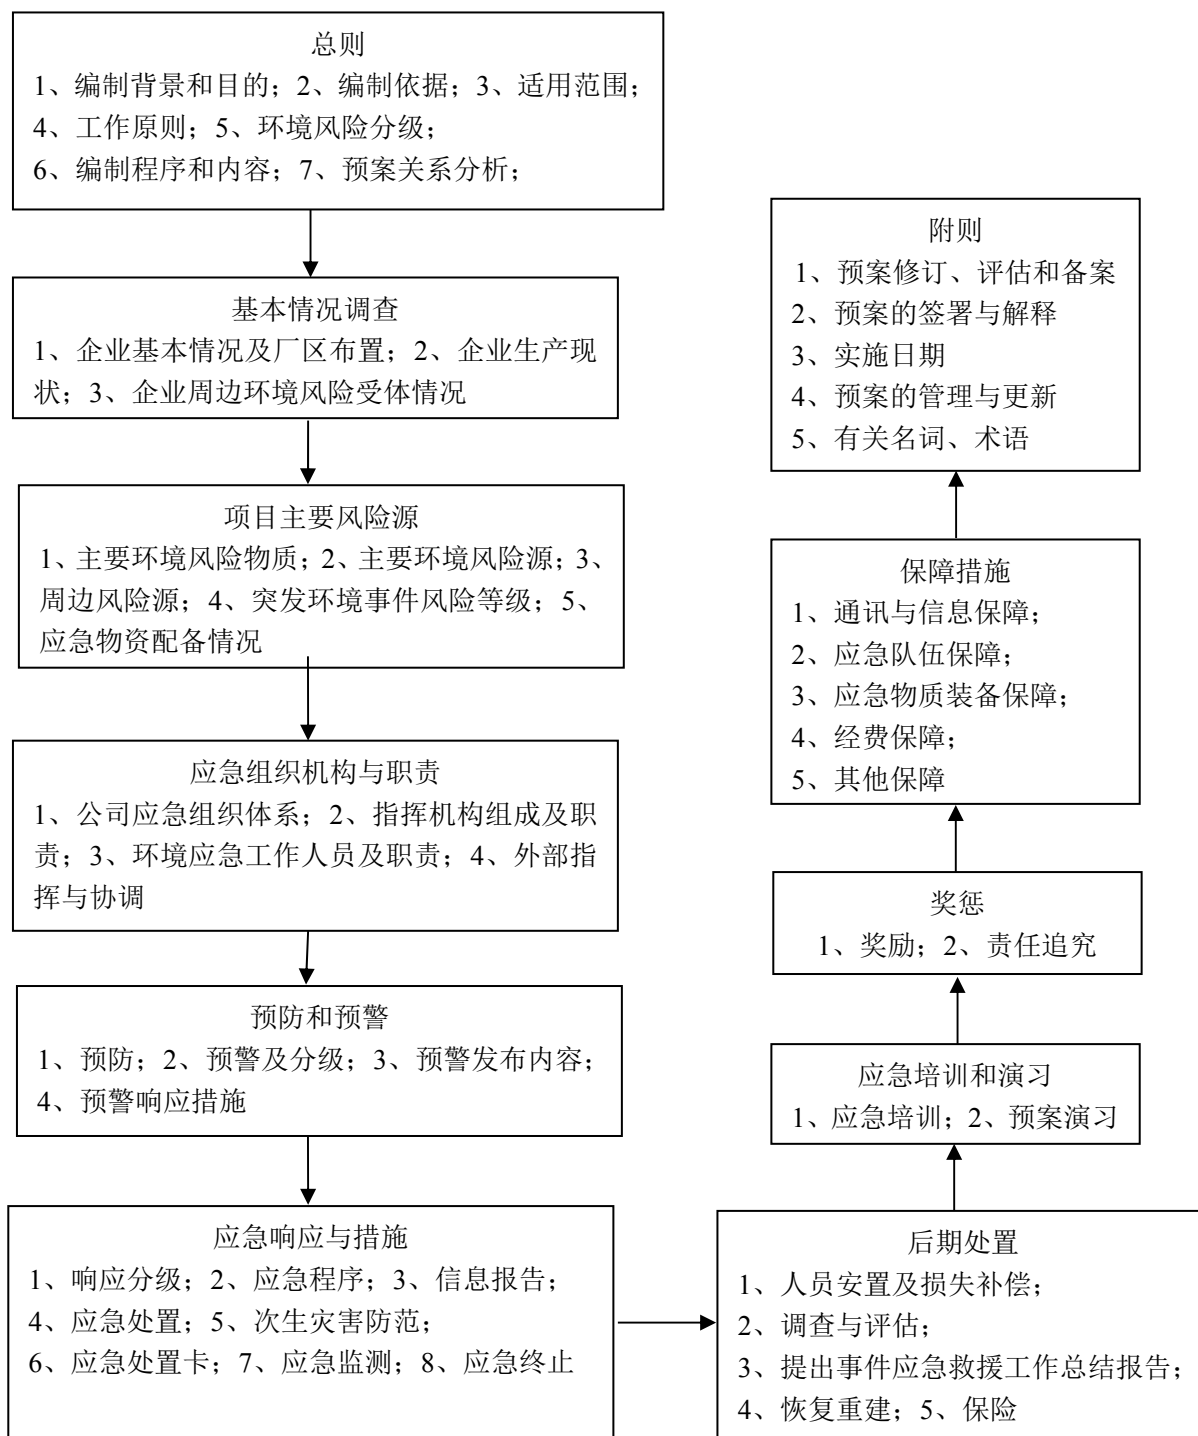 总则
1、编制背景和目的；2、编制依据；3、适用范围；
4、工作原则；5、环境风险分级；
6、编制程序和内容；7、预案关系分析；
基本情况调查
1、企业基本情况及厂区布置；2、企业生产现
状；3、企业周边环境风险受体情况
项目主要风险源
1、主要环境风险物质；2、主要环境风险源；3、
周边风险源；4、突发环境事件风险等级；5、
应急物资配备情况
应急组织机构与职责
1、公司应急组织体系；2、指挥机构组成及职
责；3、环境应急工作人员及职责；4、外部指
挥与协调
预防和预警
1、预防；2、预警及分级；3、预警发布内容；
4、预警响应措施
应急响应与措施
1、响应分级；2、应急程序；3、信息报告；
4、应急处置；5、次生灾害防范；
6、应急处置卡；7、应急监测；8、应急终止
后期处置
1、人员安置及损失补偿；
2、调查与评估；
3、提出事件应急救援工作总结报告；
4、恢复重建；5、保险
应急培训和演习
1、应急培训；2、预案演习
奖惩
1、奖励；2、责任追究
保障措施
1、通讯与信息保障；
2、应急队伍保障；
3、应急物质装备保障；
4、经费保障；
5、其他保障
附则
1、预案修订、评估和备案
2、预案的签署与解释
3、实施日期
4、预案的管理与更新
5、有关名词、术语